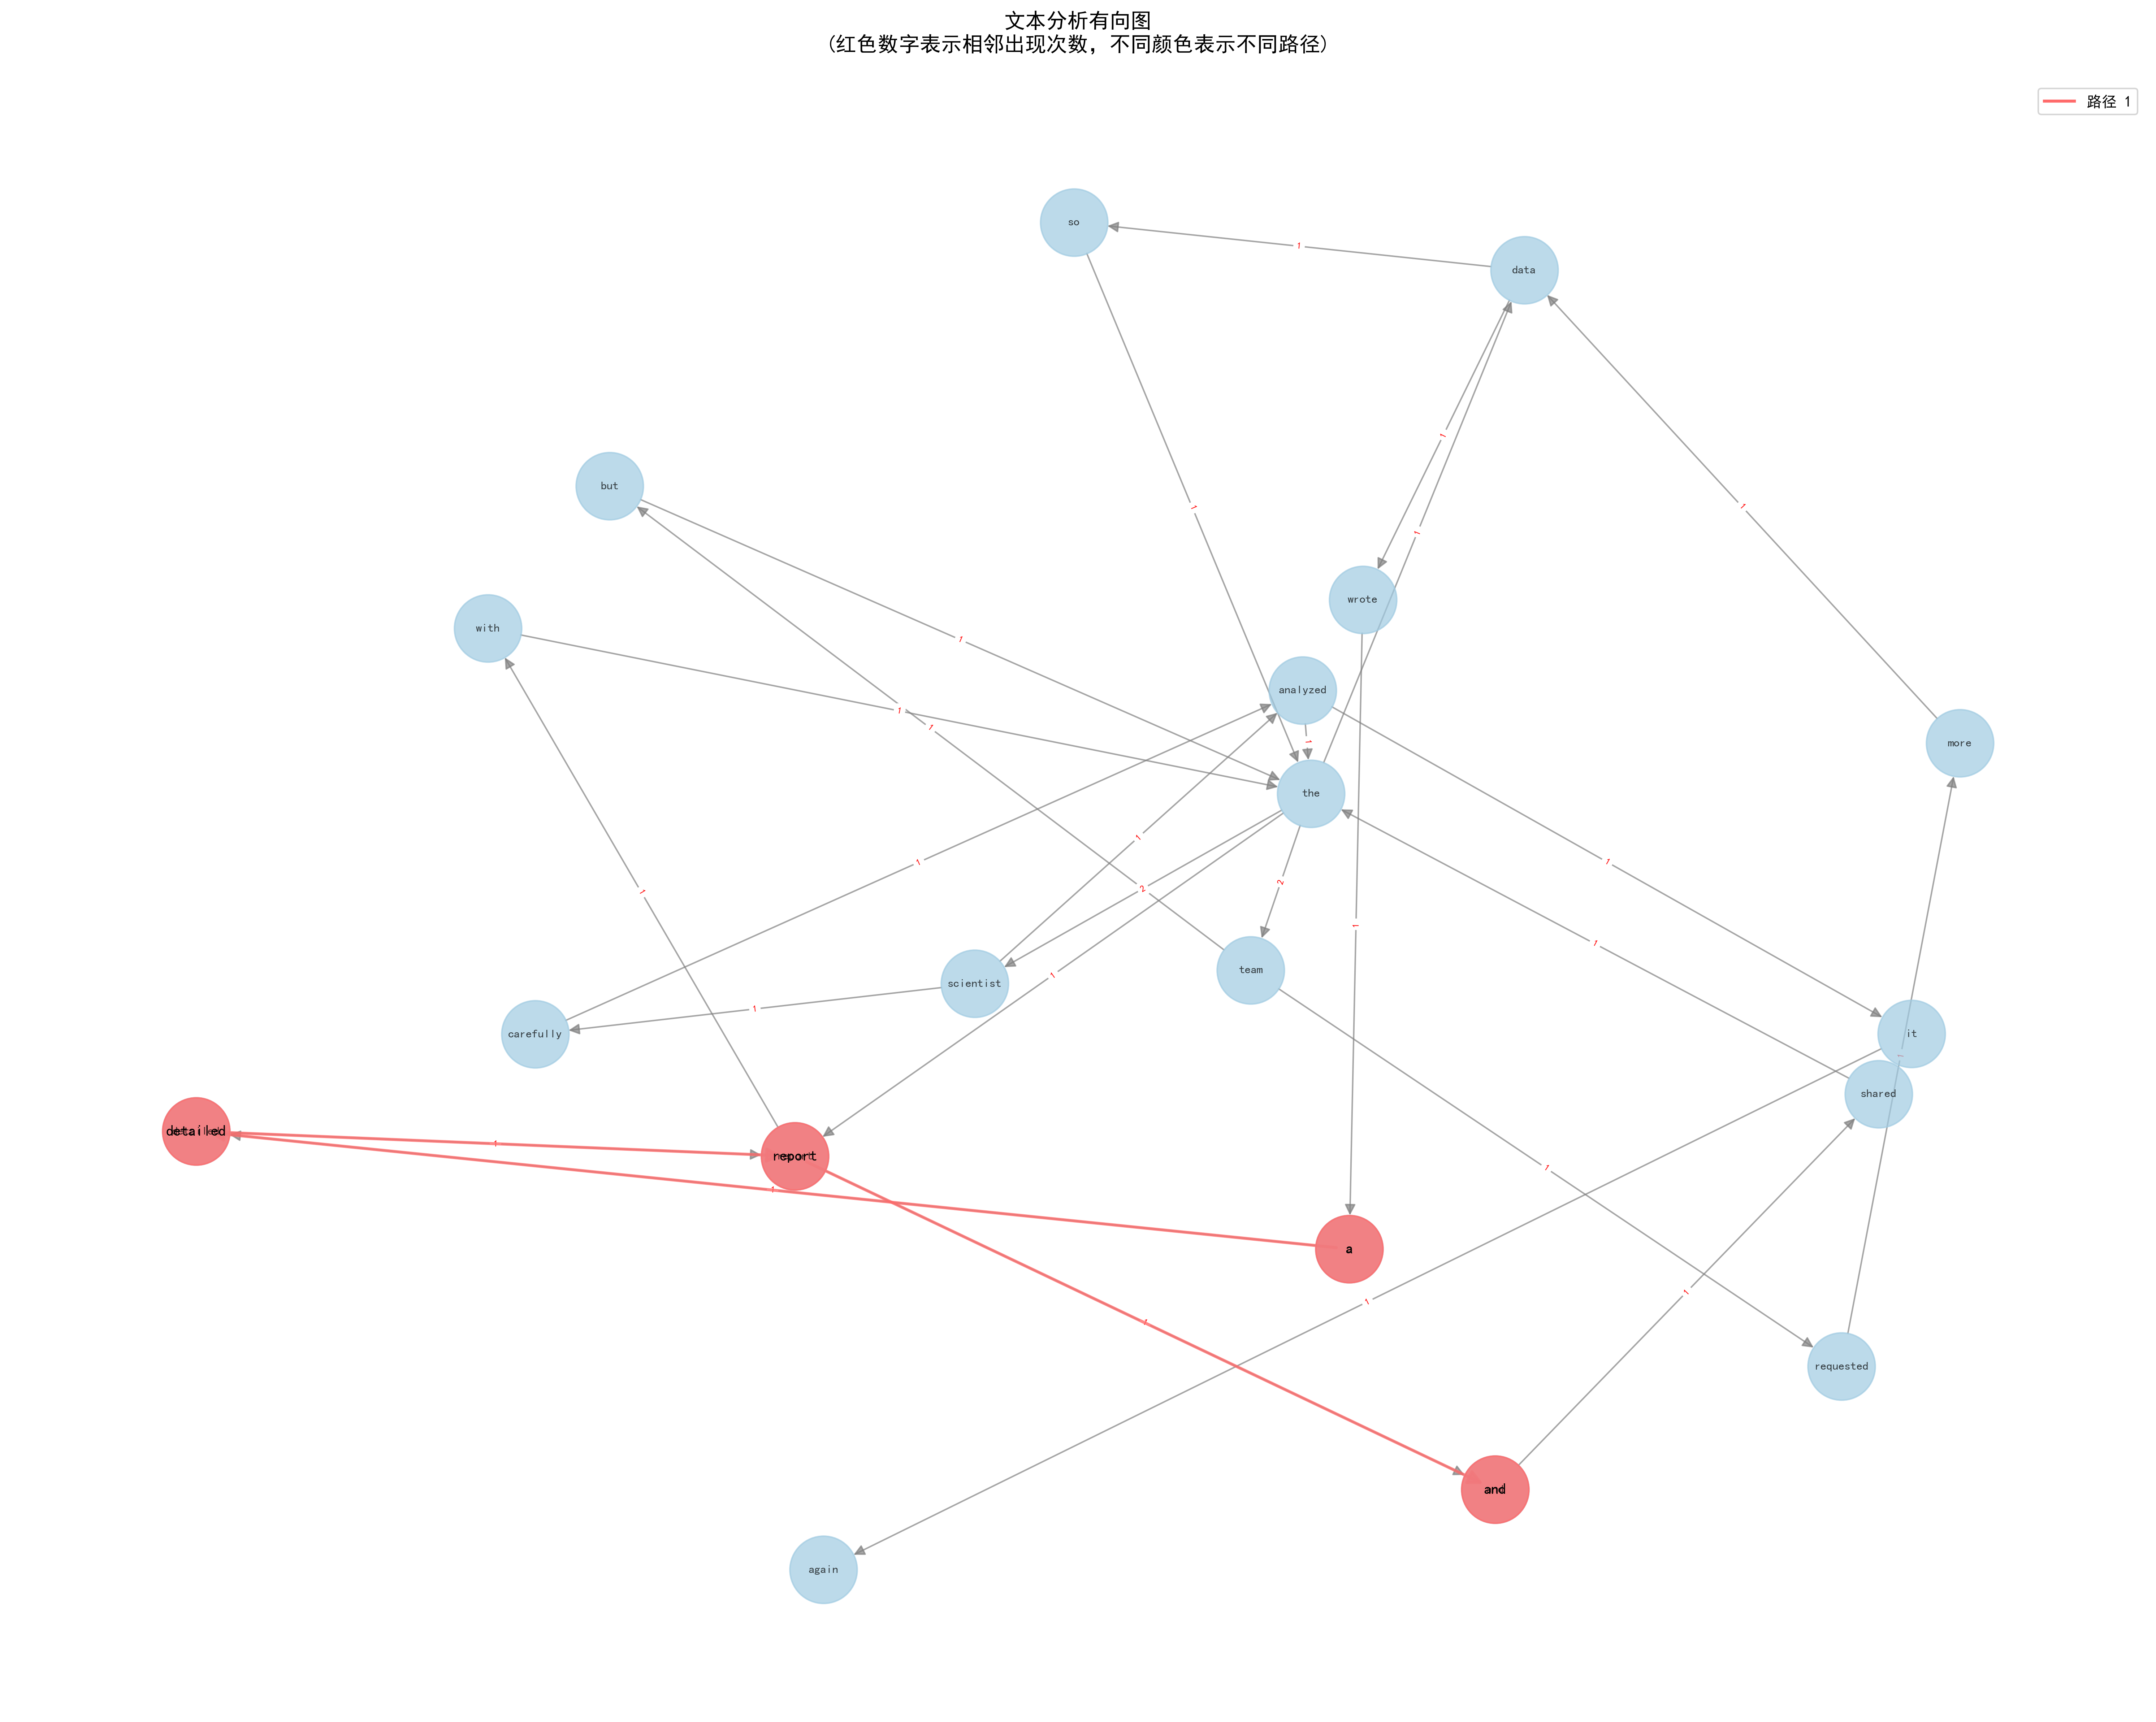 文本分析有向图
(红色数字表示相邻出现次数，不同颜色表示不同路径)
路径 1
so
1
data
1
but
1
1
1
wrote
with
1
analyzed
1
1
1
more
the
1
1
1
2
2
1
1
1
team
1
scientist
1
1
carefully
it
1
shared
detailed
1
report
1
1
a
1
1
1
requested
and
again